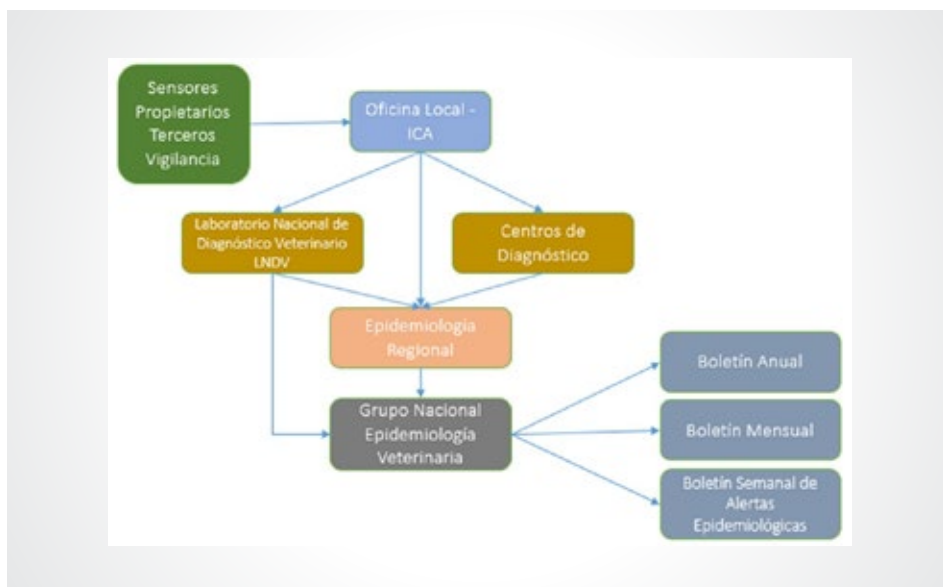 Sensores
Propietarios
Terceros
Vigilancia
Oficina Local -
ICA
Laboratorio Nacional de
Diagnóstico Veterinario
LNDV
Centros de
Diagnóstico
Epidemiología
Regional
Grupo Nacional
Epidemiología
Veterinaria
Boletín Anual
Boletín Mensual
Boletín Semanal de
Alertas
Epidemiológicas